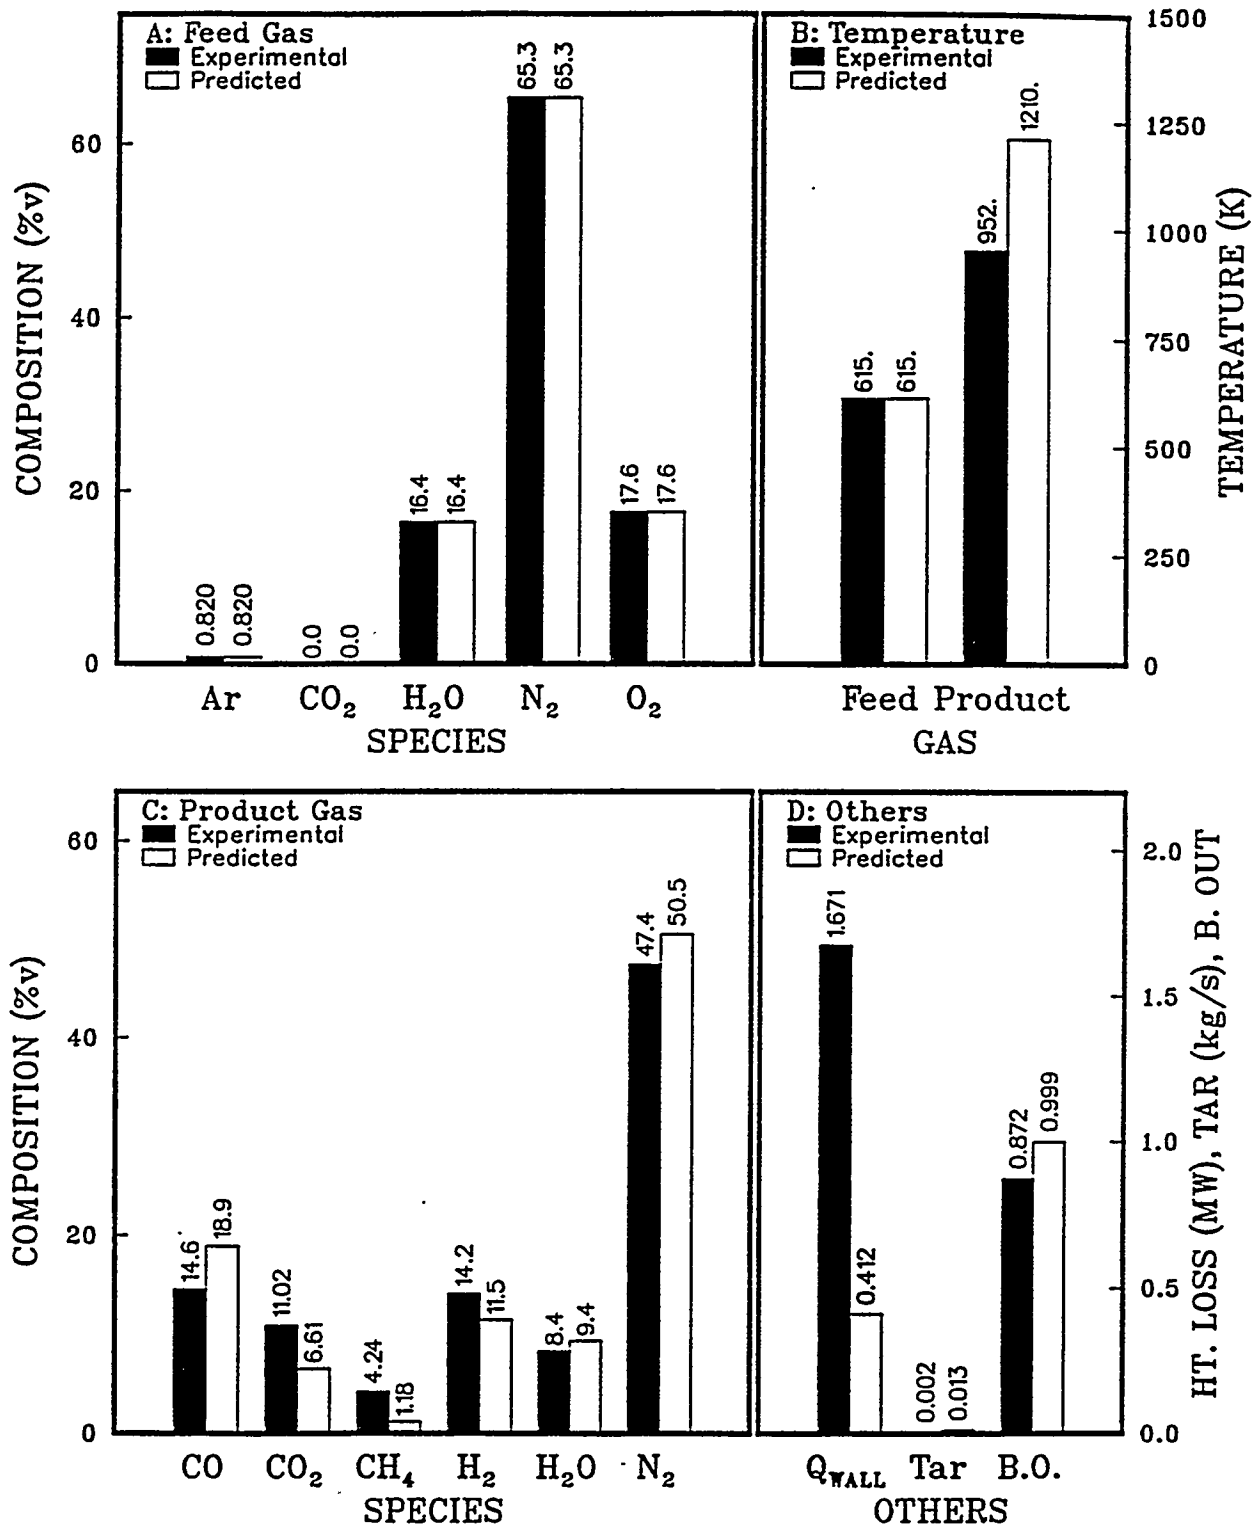 A: Feed Gas
Experimental
Predicted
COMPOSITION (%v)
60
40
20
0
0.820
0.820
0.0
0.0
16.4
16.4
65.3
65.3
17.6
17.6
Ar CO₂ H₂O N₂ O₂
SPECIES
B: Temperature
Experimental
Predicted
615.
615.
952.
1210.
1500
1250
1000
750
500
250
0
TEMPERATURE (K)
Feed Product
GAS
C: Product Gas
Experimental
Predicted
COMPOSITION (%v)
60
40
20
0
14.6
18.9
11.02
6.61
4.24
1.18
14.2
11.5
8.4
9.4
47.4
50.5
CO CO₂ CH₄ H₂ H₂O N₂
SPECIES
D: Others
Experimental
Predicted
1.671
0.412
0.002
0.013
0.872
0.999
2.0
1.5
1.0
0.5
0.0
HT. LOSS (MW), TAR (kg/s), B. OUT
Q_WALL Tar B.O.
OTHERS